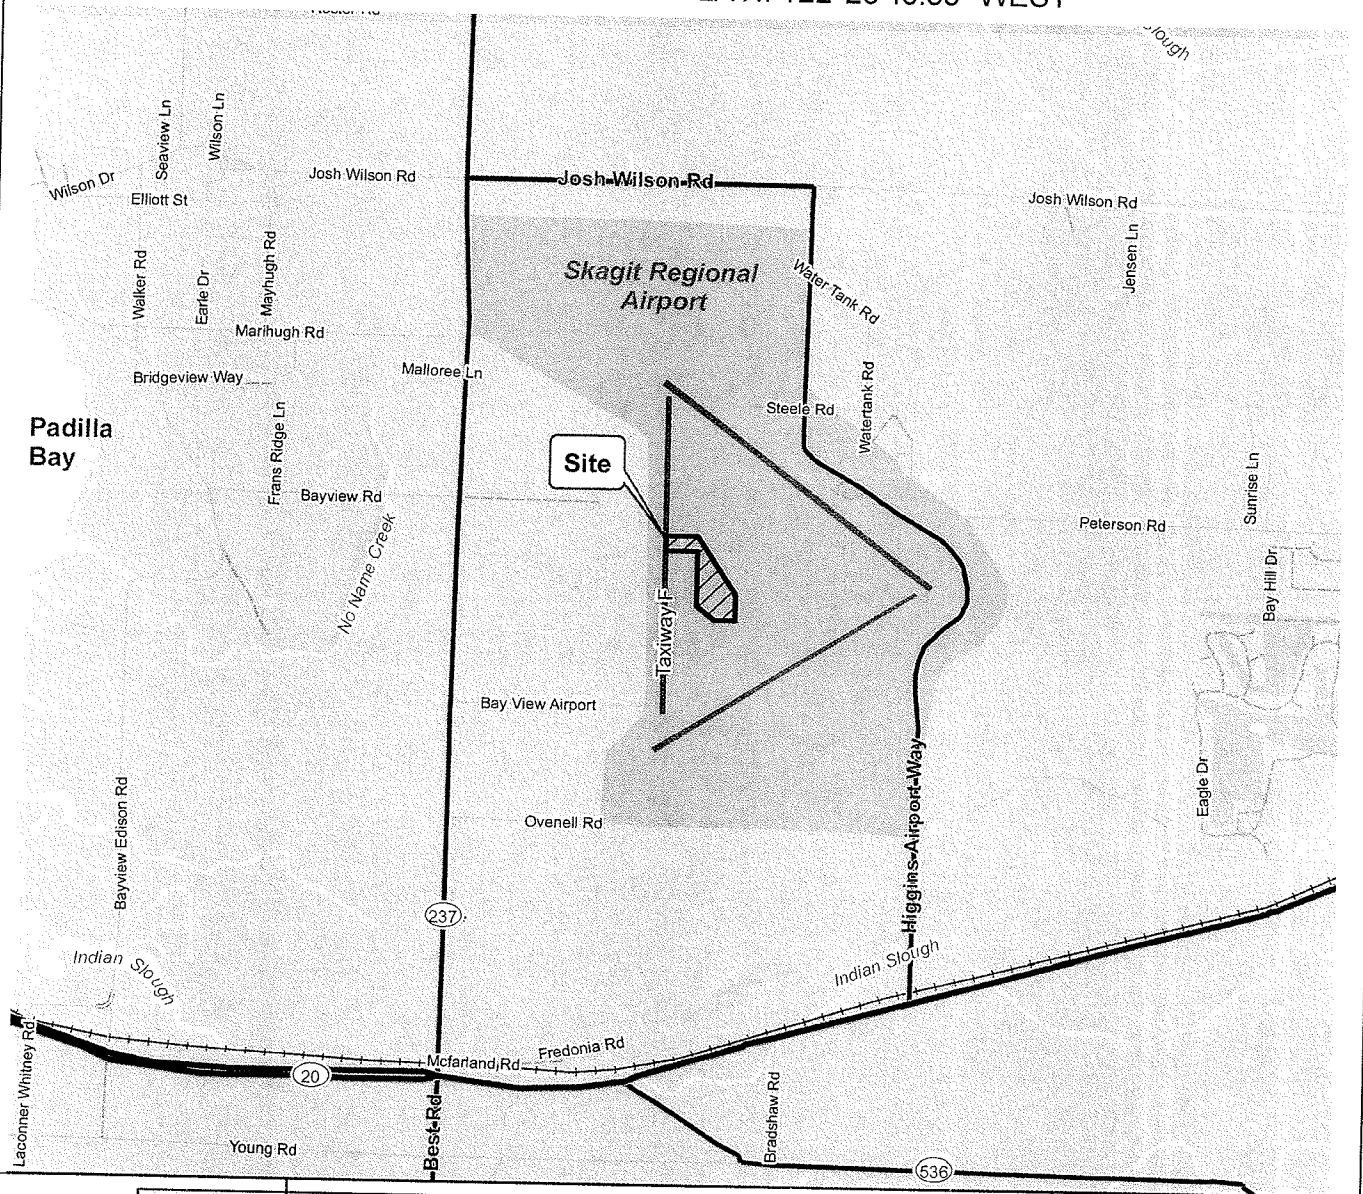 WEST
Slough
Seaview Ln
Wilson Ln
Wilson Dr
Elliott St
Josh Wilson Rd
Josh Wilson Rd
Josh Wilson Rd
Jensen Ln
Walker Rd
Earle Dr
Mayhugh Rd
Skagit Regional
Airport
Water Tank Rd
Marihugh Rd
Bridgeview Way
Malloree Ln
Steele Rd
Watertank Rd
Padilla
Bay
Frans Ridge Ln
Site
Sunrise Ln
Bayview Rd
Peterson Rd
No Name Creek
Bay Hill Dr
Taxiway F
Bay View Airport
Eagle Dr
Bayview Edison Rd
Ovenell Rd
Higgins Airport Way
237
Indian Slough
Indian Slough
Laconner Whitney Rd
Mcfarland Rd
Fredonia Rd
20
Best Rd
Bradshaw Rd
Young Rd
536